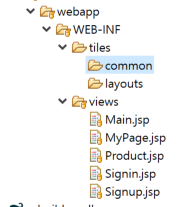 webapp
WEB-INF
tiles
common
layouts
views
Main.jsp
MyPage.jsp
Product.jsp
Signin.jsp
Signup.jsp